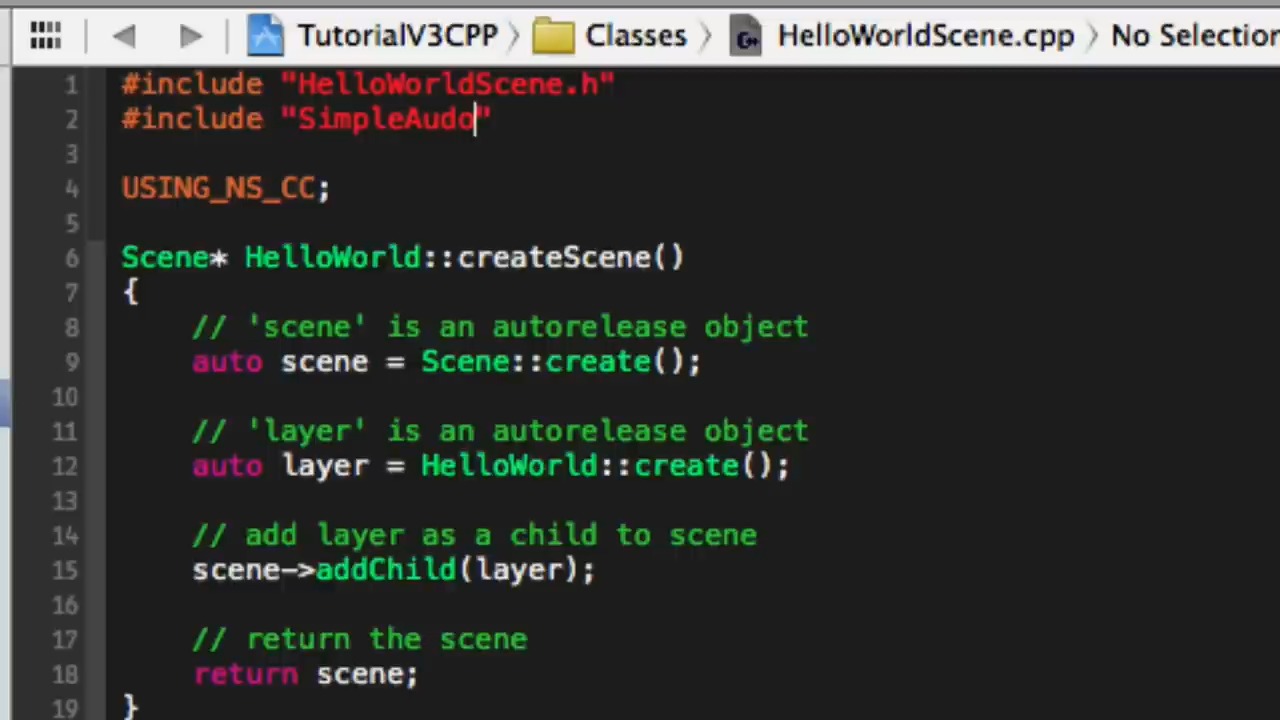 TutorialV3CPP Classes HelloWorldScene.cpp No Selection
1 #include "HelloWorldScene.h"
2 #include "SimpleAudo"
3
4 USING_NS_CC;
5
6 Scene* HelloWorld::createScene()
7 {
8 // 'scene' is an autorelease object
9 auto scene = Scene::create();
10
11 // 'layer' is an autorelease object
12 auto layer = HelloWorld::create();
13
14 // add layer as a child to scene
15 scene->addChild(layer);
16
17 // return the scene
18 return scene;
19 }